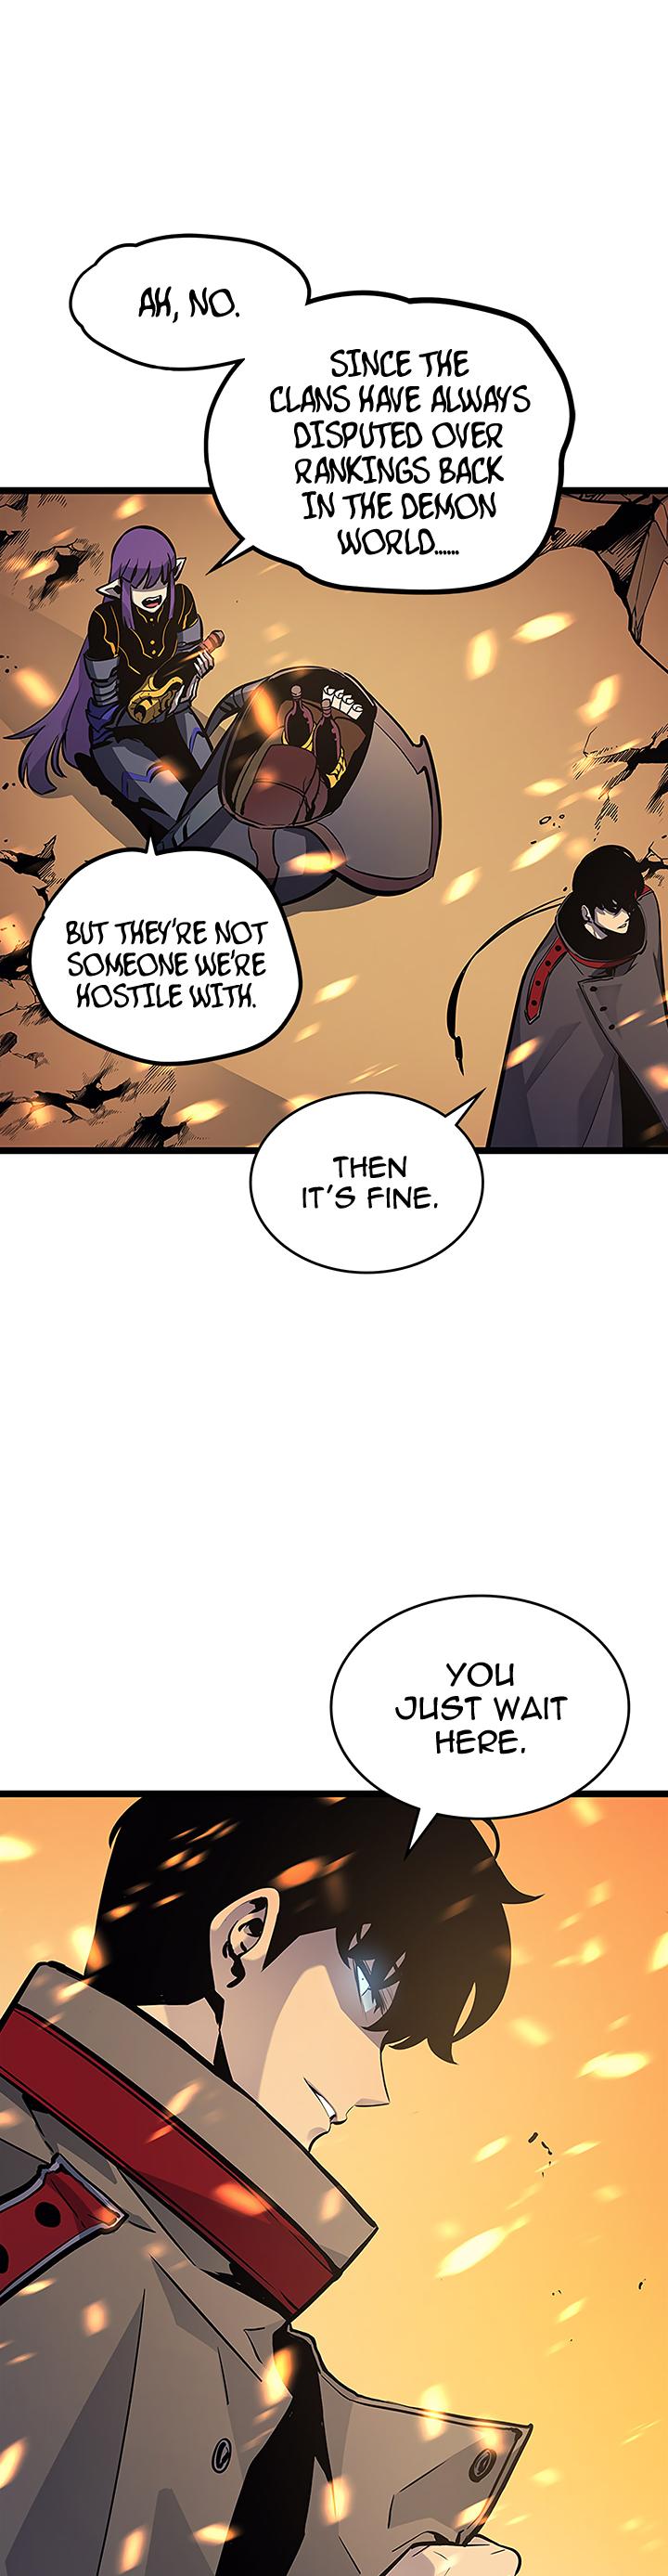 AH, NO.
SINCE THE
CLANS HAVE ALWAYS
DISPUTED OVER
RANKINGS BACK
IN THE DEMON
WORLD......
BUT THEY'RE NOT
SOMEONE WE'RE
HOSTILE WITH.
THEN
IT'S FINE.
YOU
JUST WAIT
HERE.